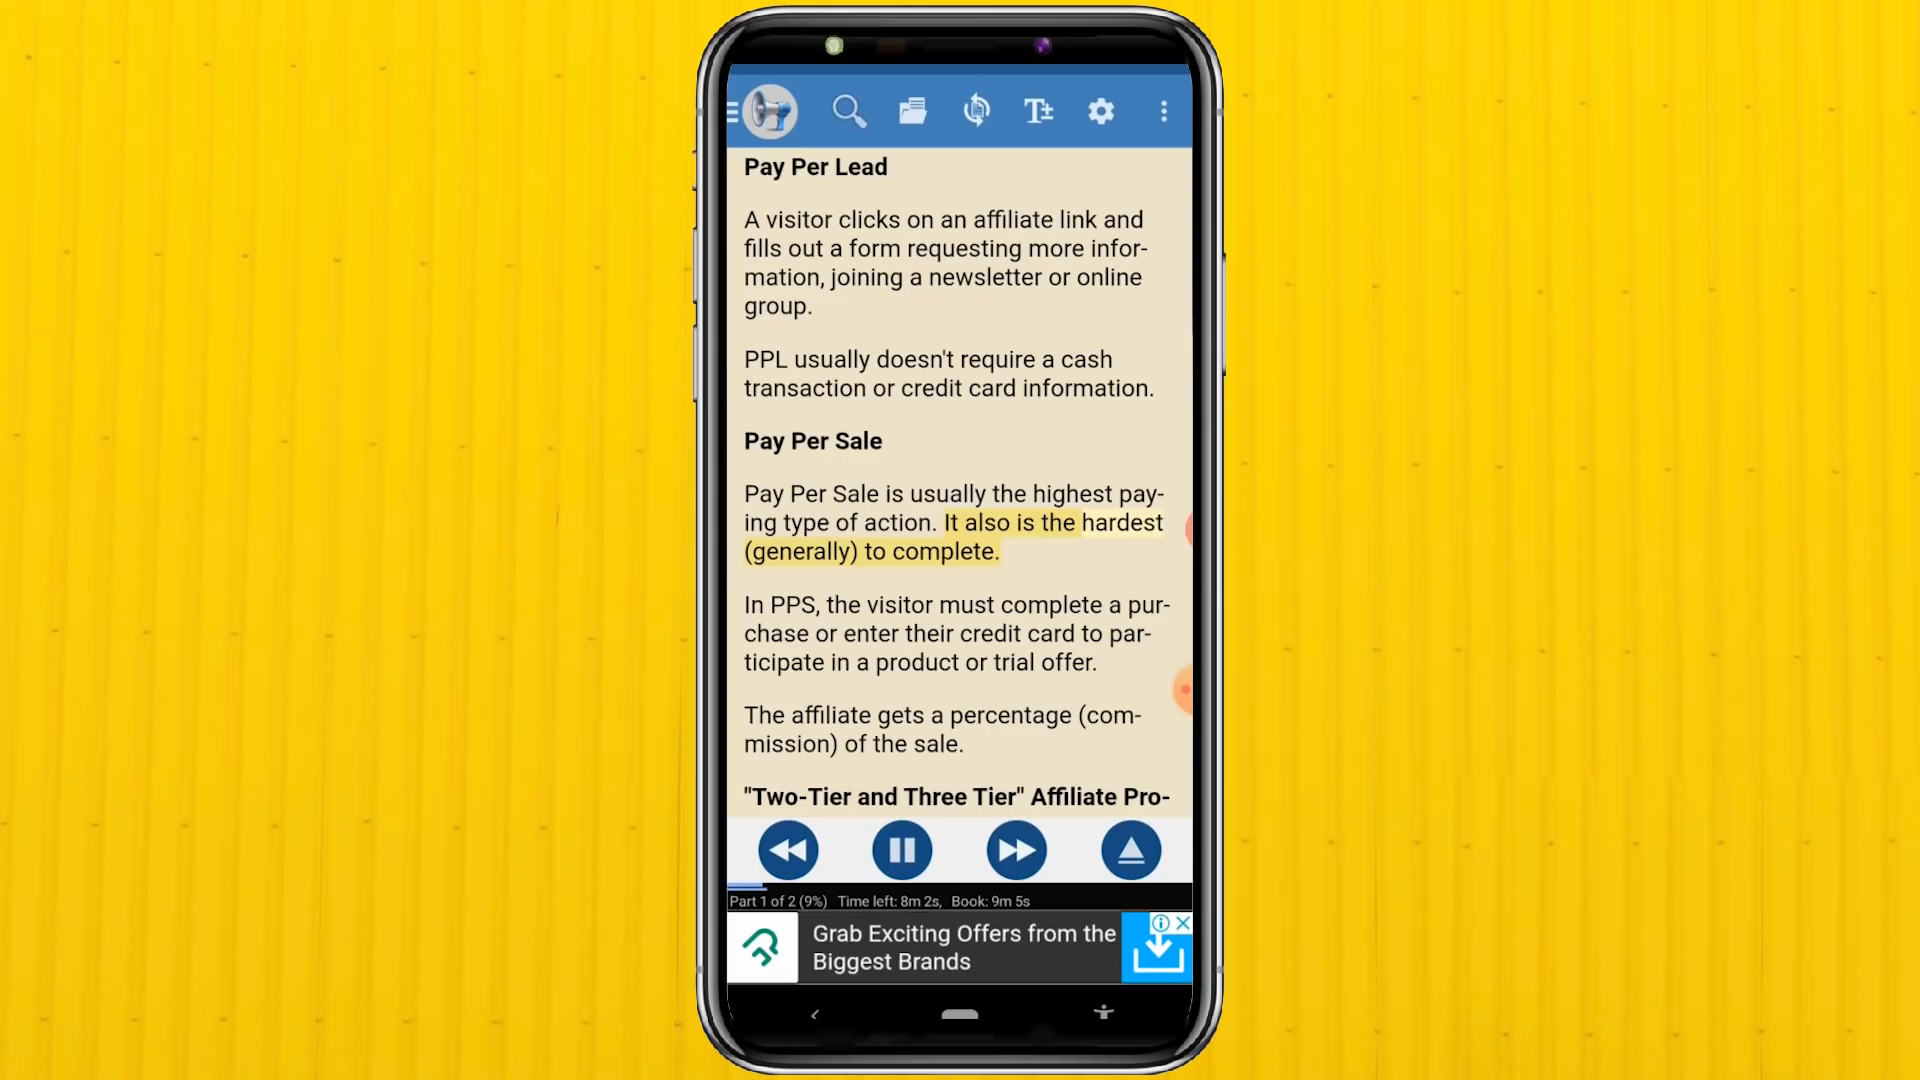 T±
Pay Per Lead
A visitor clicks on an affiliate link and
fills out a form requesting more infor-
mation, joining a newsletter or online
group.
PPL usually doesn't require a cash
transaction or credit card information.
Pay Per Sale
Pay Per Sale is usually the highest pay-
ing type of action. It also is the hardest
(generally) to complete.
In PPS, the visitor must complete a pur-
chase or enter their credit card to par-
ticipate in a product or trial offer.
The affiliate gets a percentage (com-
mission) of the sale.
"Two-Tier and Three Tier" Affiliate Pro-
Part 1 of 2 (9%) Time left: 8m 2s, Book: 9m 5s
Grab Exciting Offers from the
Biggest Brands